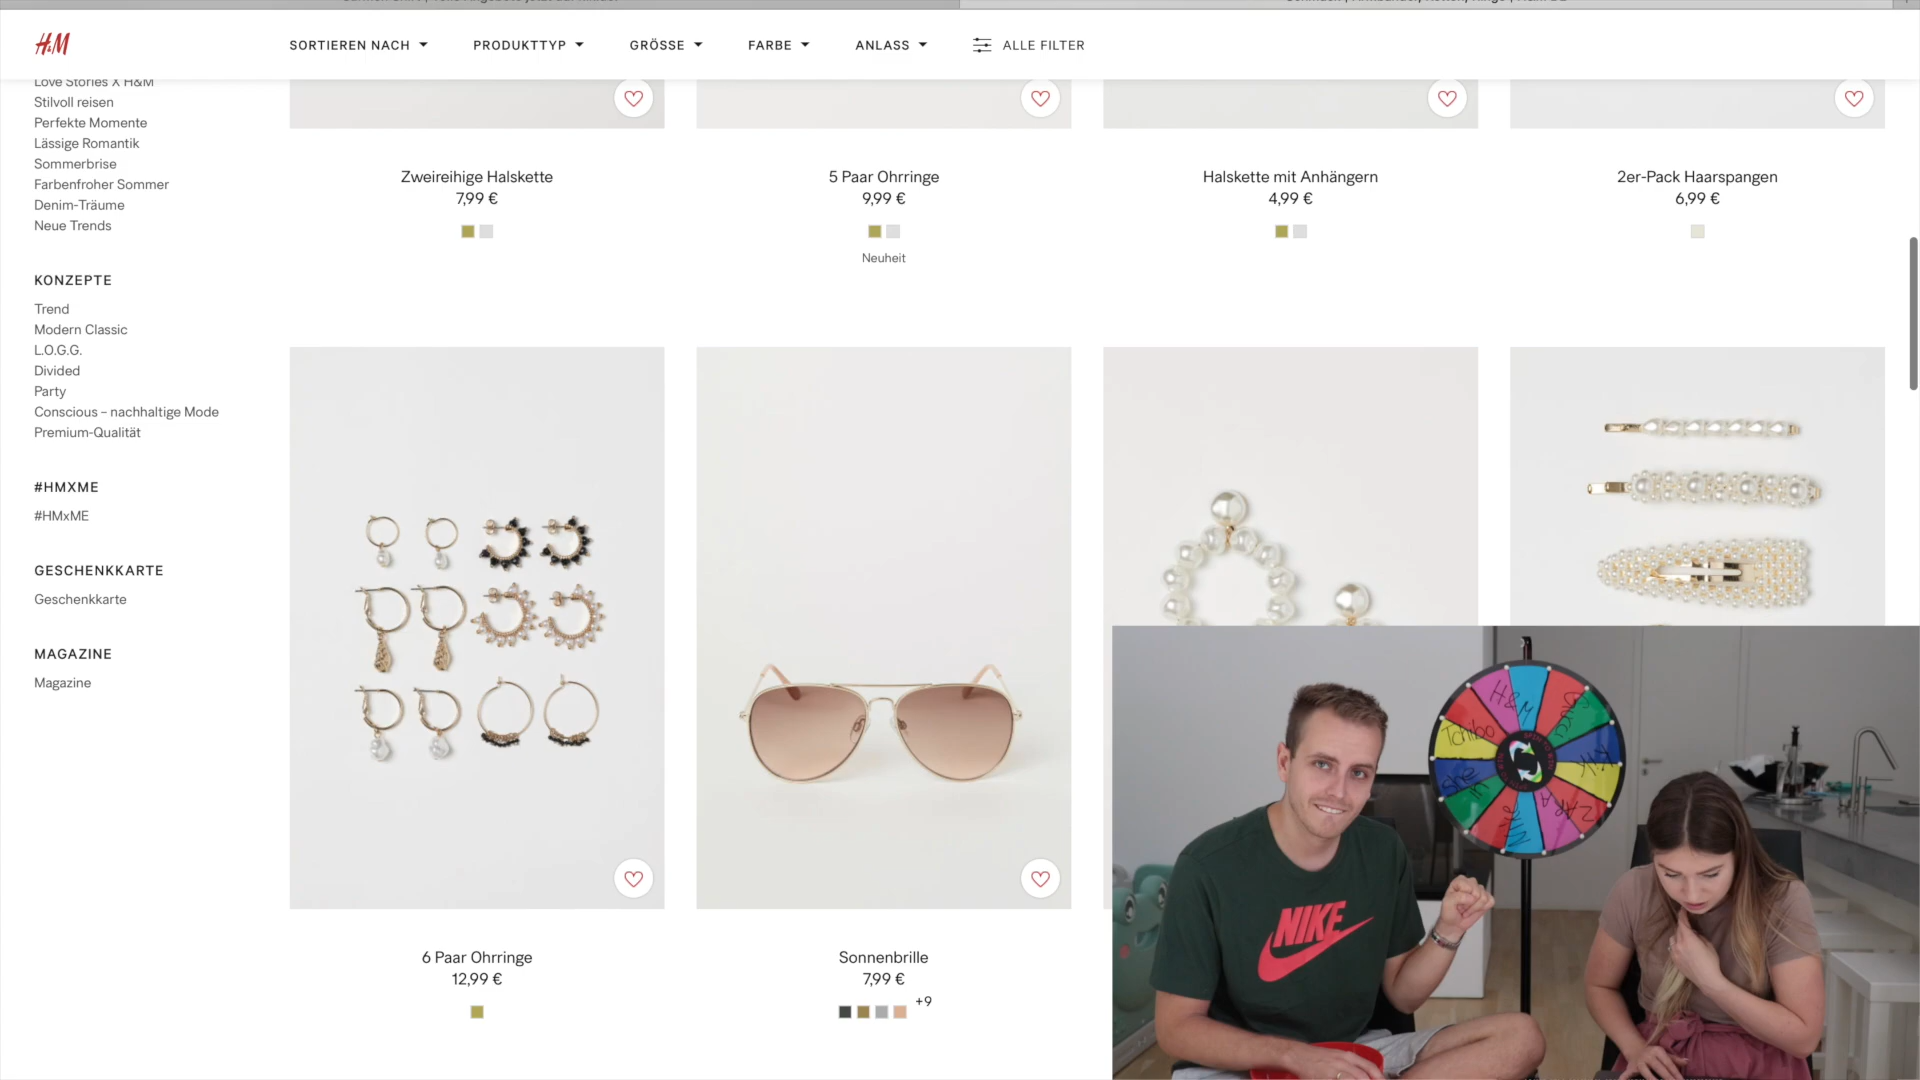 H&M
SORTIEREN NACH
PRODUKTTYP
GRÖSSE
FARBE
ANLASS
ALLE FILTER
Love Stories X H&M
Stilvoll reisen
Perfekte Momente
Lässige Romantik
Sommerbrise
Farbenfroher Sommer
Denim-Träume
Neue Trends
KONZEPTE
Trend
Modern Classic
L.O.G.G.
Divided
Party
Conscious – nachhaltige Mode
Premium-Qualität
#HMXME
#HMxME
GESCHENKKARTE
Geschenkkarte
MAGAZINE
Magazine
Zweireihige Halskette
7,99 €
5 Paar Ohrringe
9,99 €
Neuheit
Halskette mit Anhängern
4,99 €
2er-Pack Haarspangen
6,99 €
6 Paar Ohrringe
12,99 €
Sonnenbrille
7,99 €
+9
H&M
Gucci
Kik
ZARA
Tchibo
NIKE